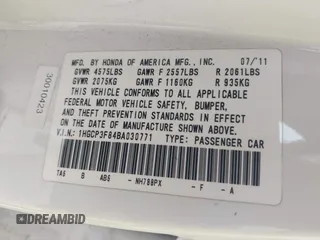 MFD. BY HONDA OF AMERICA MFG., INC. 07/'11
GVWR 4575LBS GAWR F 2557LBS R 2061LBS
GVWR 2075KG GAWR F 1160KG R 935KG
THIS VEHICLE CONFORMS TO ALL APPLICABLE
FEDERAL MOTOR VEHICLE SAFETY, BUMPER,
AND THEFT PREVENTION STANDARDS IN EFFECT
ON THE DATE OF MANUFACTURE SHOWN ABOVE.
V.I.N.: 1HGCP3F84BA030771 TYPE: PASSENGER CAR
TA6 B AB6 - NH788PX - F - A
30010423
DREAMBID
dreambid.com